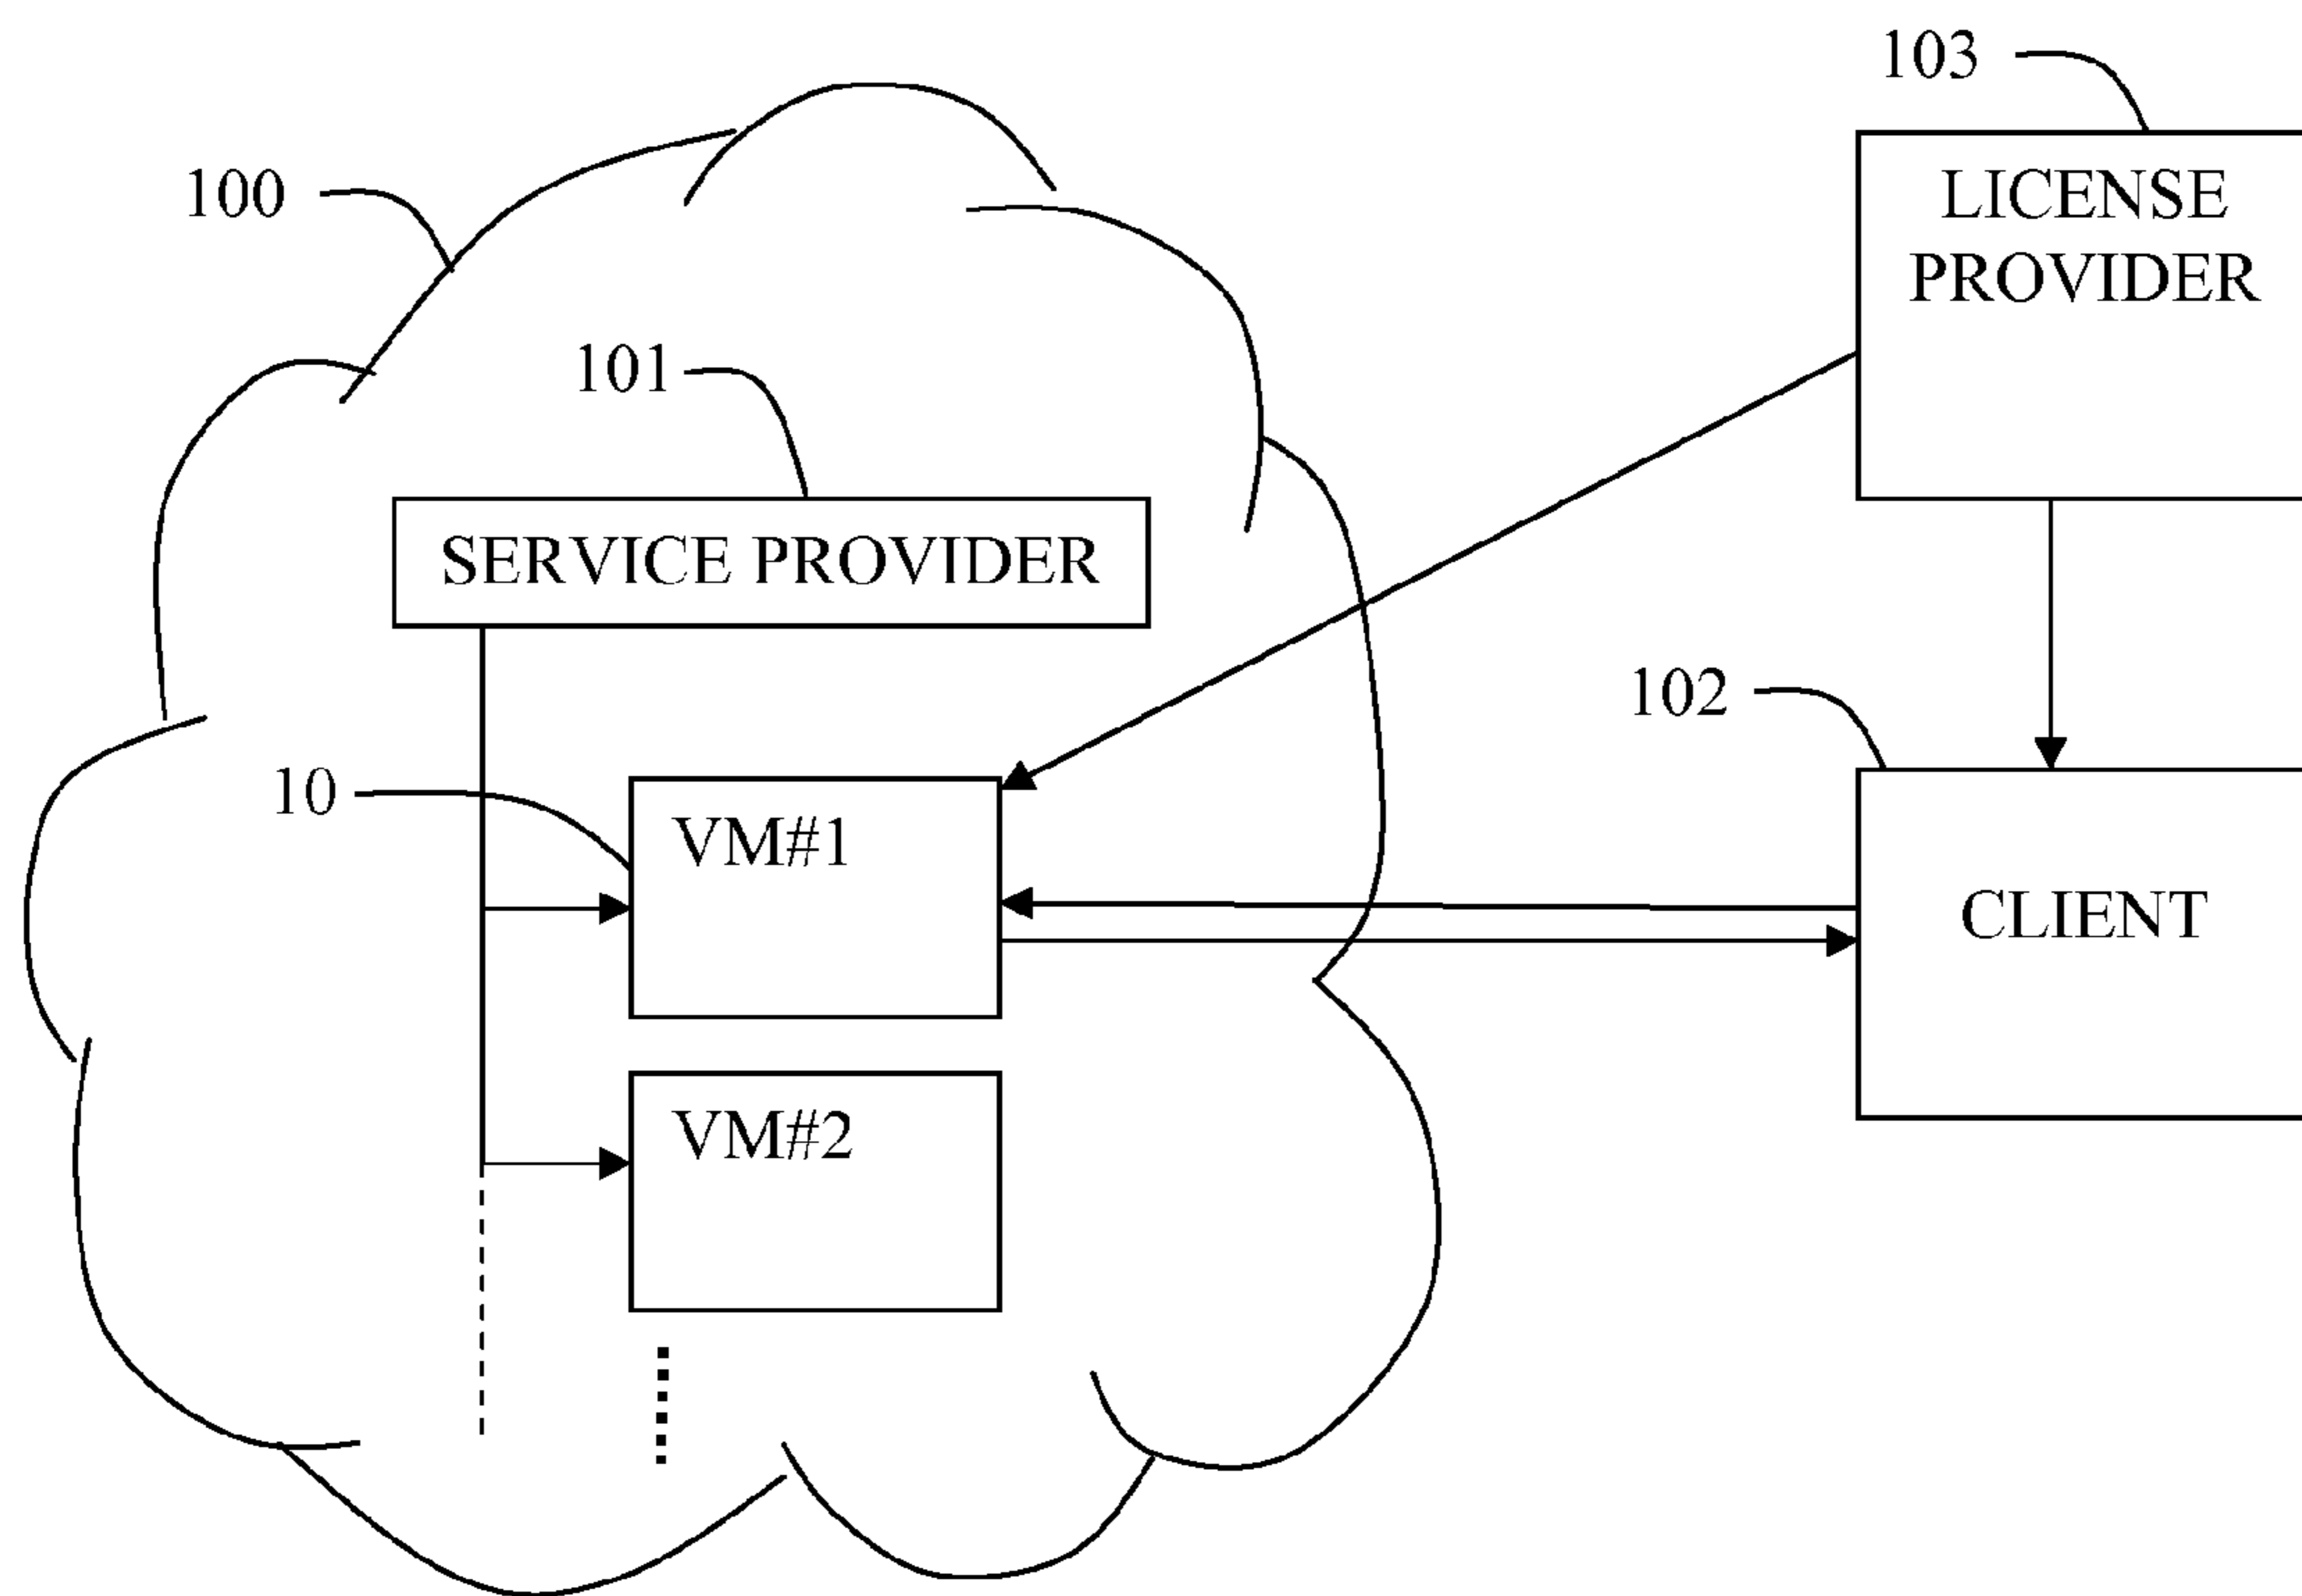 103
100
LICENSE
PROVIDER
101
SERVICE PROVIDER
102
10
VM#1
CLIENT
VM#2